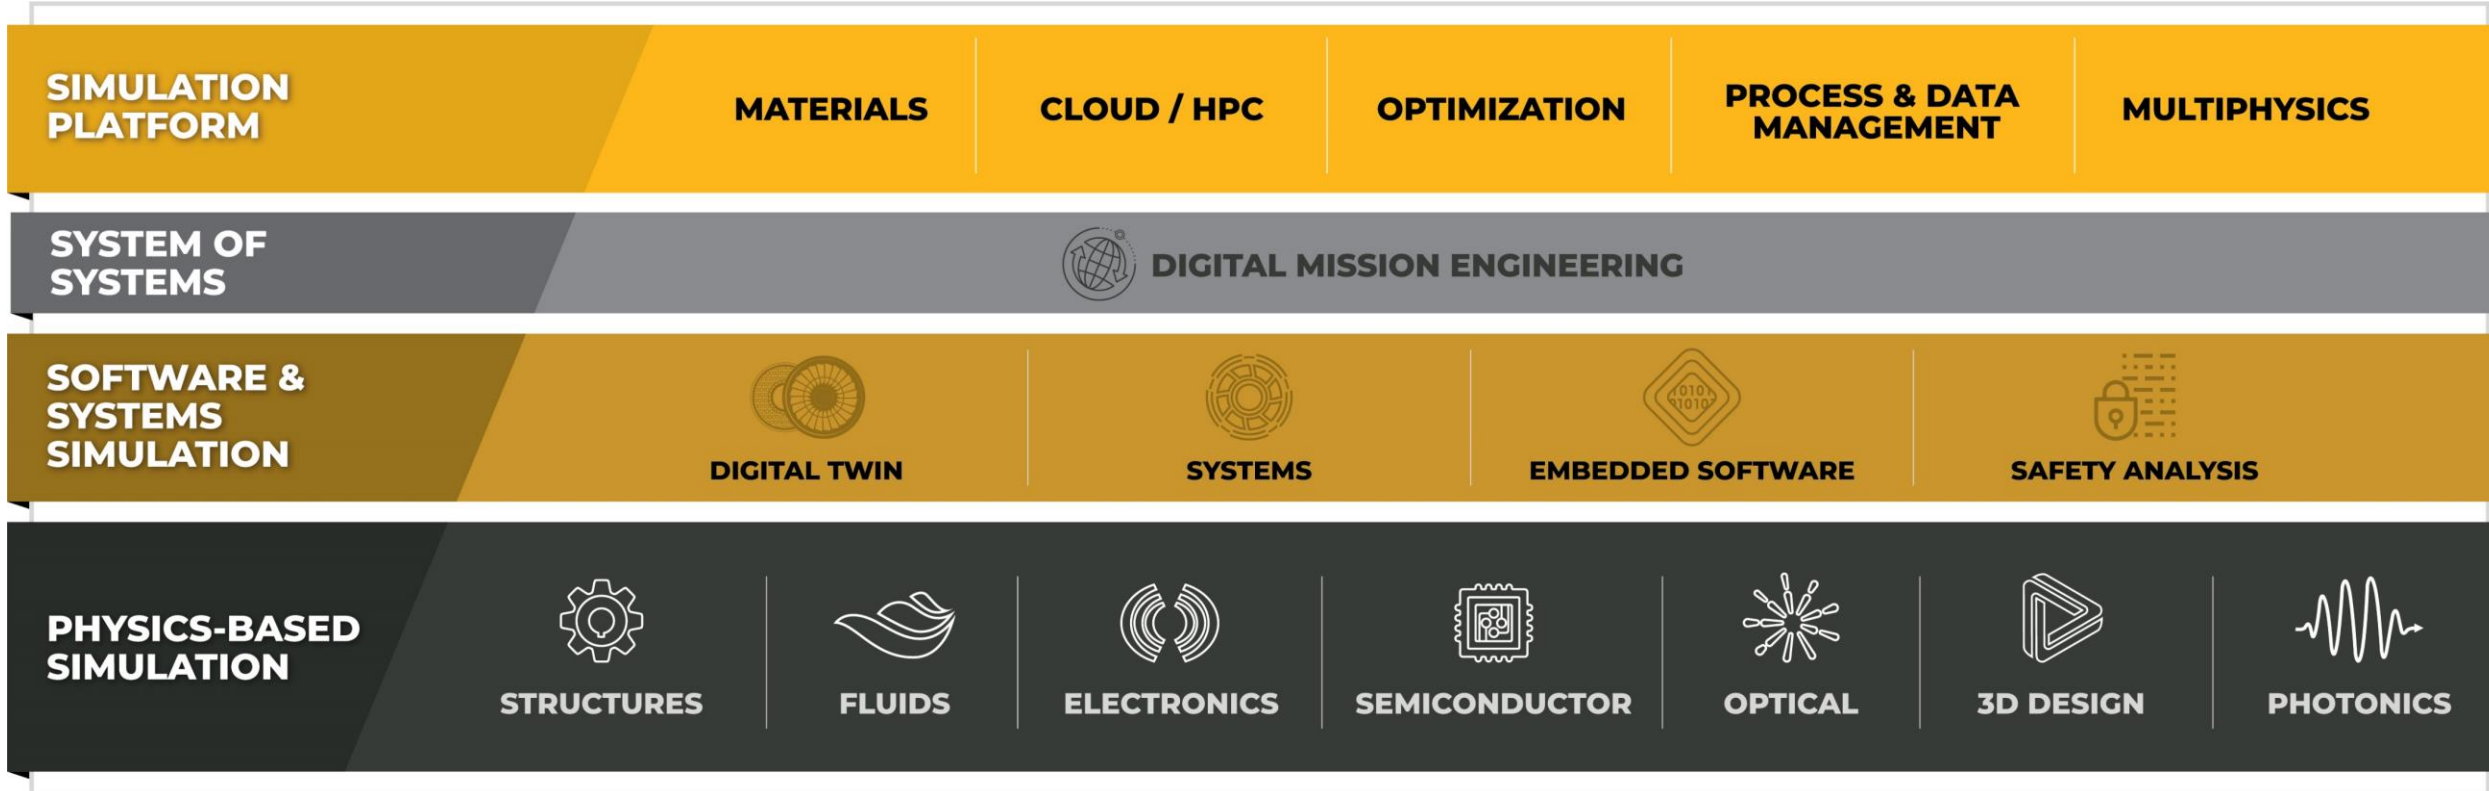 SIMULATION
PLATFORM
MATERIALS
CLOUD / HPC
OPTIMIZATION
PROCESS & DATA
MANAGEMENT
MULTIPHYSICS
SYSTEM OF
SYSTEMS
DIGITAL MISSION ENGINEERING
SOFTWARE &
SYSTEMS
SIMULATION
DIGITAL TWIN
SYSTEMS
EMBEDDED SOFTWARE
SAFETY ANALYSIS
PHYSICS-BASED
SIMULATION
STRUCTURES
FLUIDS
ELECTRONICS
SEMICONDUCTOR
OPTICAL
3D DESIGN
PHOTONICS